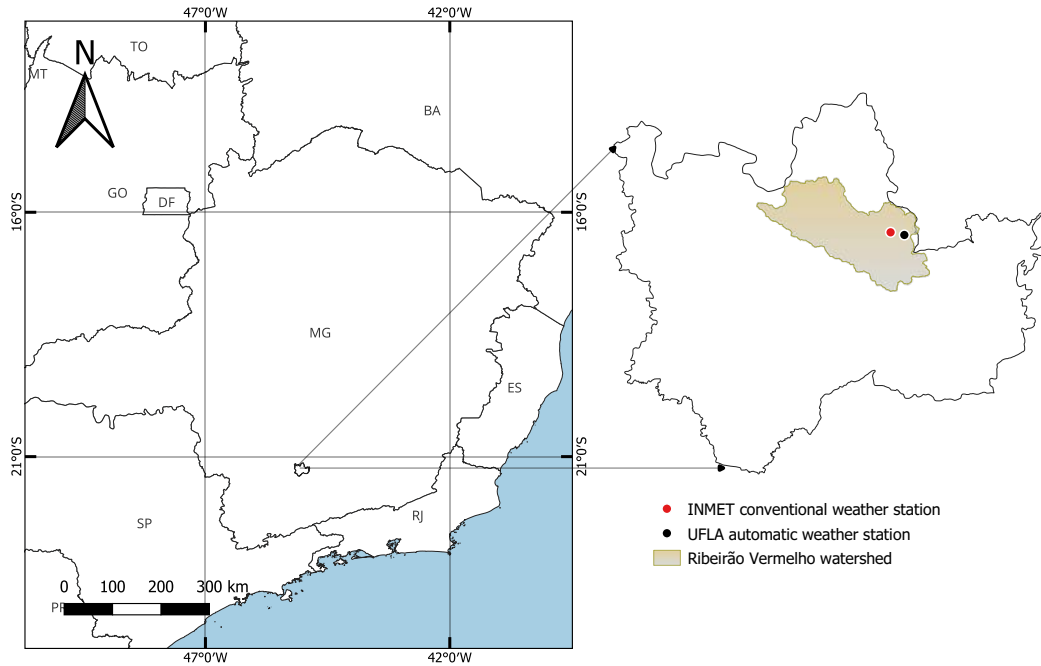 47°0'W 42°0'W
N
TO
MT
BA
GO
DF
16°0'S 16°0'S
MG
ES
21°0'S 21°0'S
RJ
SP
INMET conventional weather station
UFLA automatic weather station
Ribeirão Vermelho watershed
0 100 200 300 km
PR
47°0'W 42°0'W